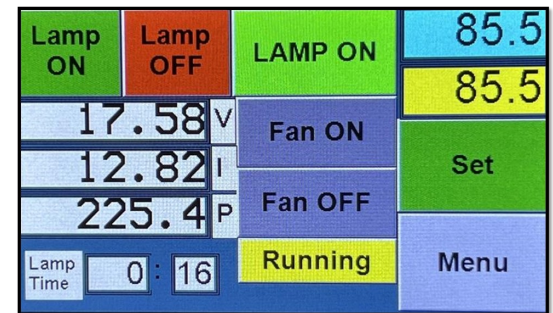 Lamp ON
Lamp OFF
LAMP ON
85.5
85.5
17.58 V
12.82 I
225.4 P
Fan ON
Fan OFF
Set
Lamp Time 0 : 16
Running
Menu